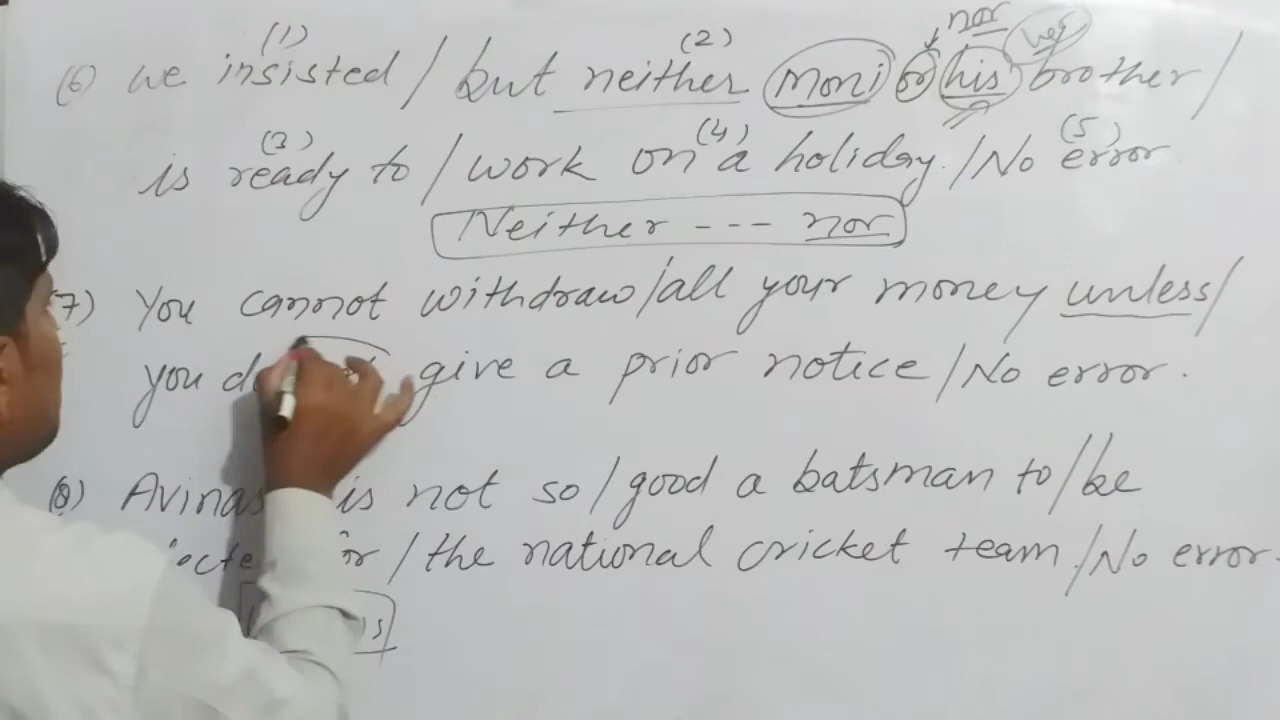 (1) (2) nor her
(6) we insisted / but neither Moni or his brother /
(3) (4) (5)
is ready to / work on a holiday. / No error
Neither --- nor
(7) You cannot withdraw / all your money unless /
you give a prior notice / No error.
(8) is not so / good a batsman to / be
/ the national cricket team / No error.